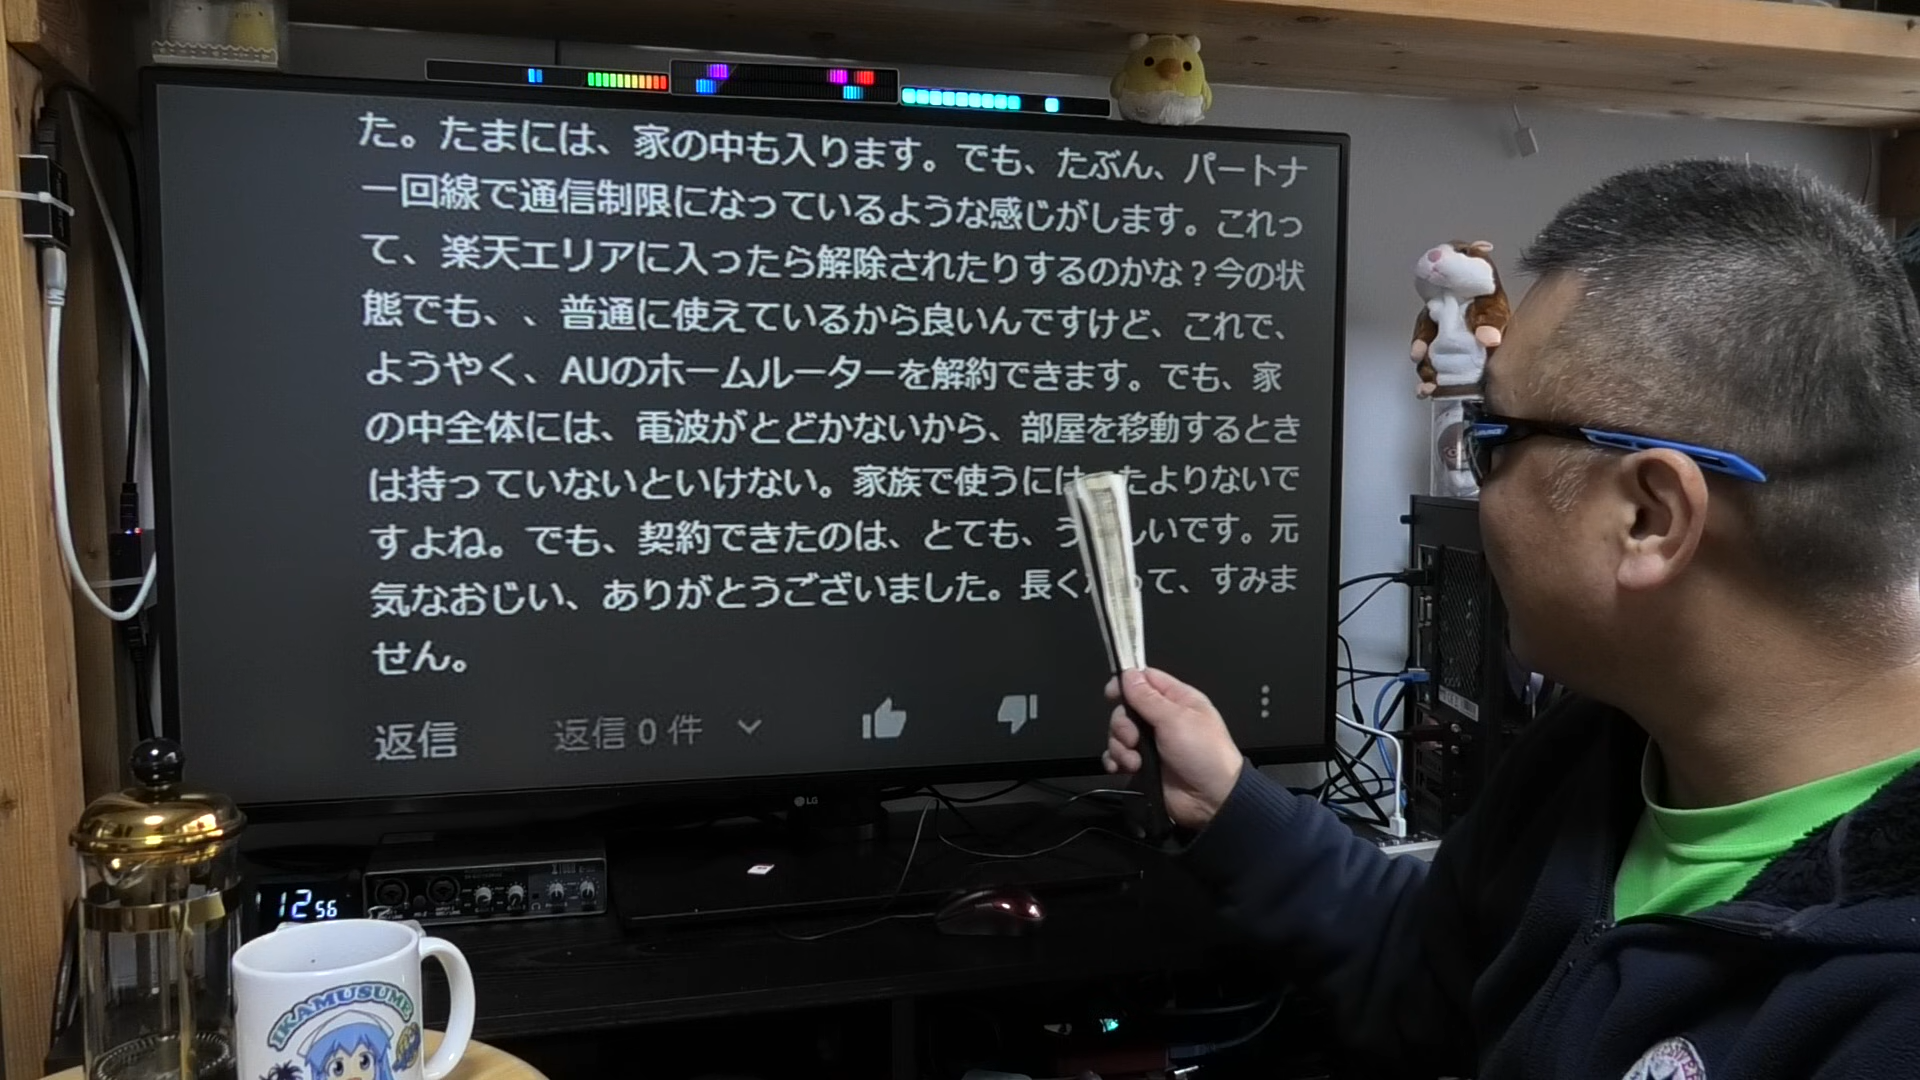 た。たまには、家の中も入ります。でも、たぶん、パートナ
ー回線で通信制限になっているような感じがします。これっ
て、楽天エリアに入ったら解除されたりするのかな？今の状
態でも、、普通に使えているから良いんですけど、これで、
ようやく、AUのホームルーターを解約できます。でも、家
の中全体には、電波がとどかないから、部屋を移動するとき
は持っていないといけない。家族で使うには、たよりないで
すよね。でも、契約できたのは、とても、うしいです。元
気なおじい、ありがとうございました。長くて、すみま
せん。
返信 返信 0 件
LG
12 56
IKAMUSUME